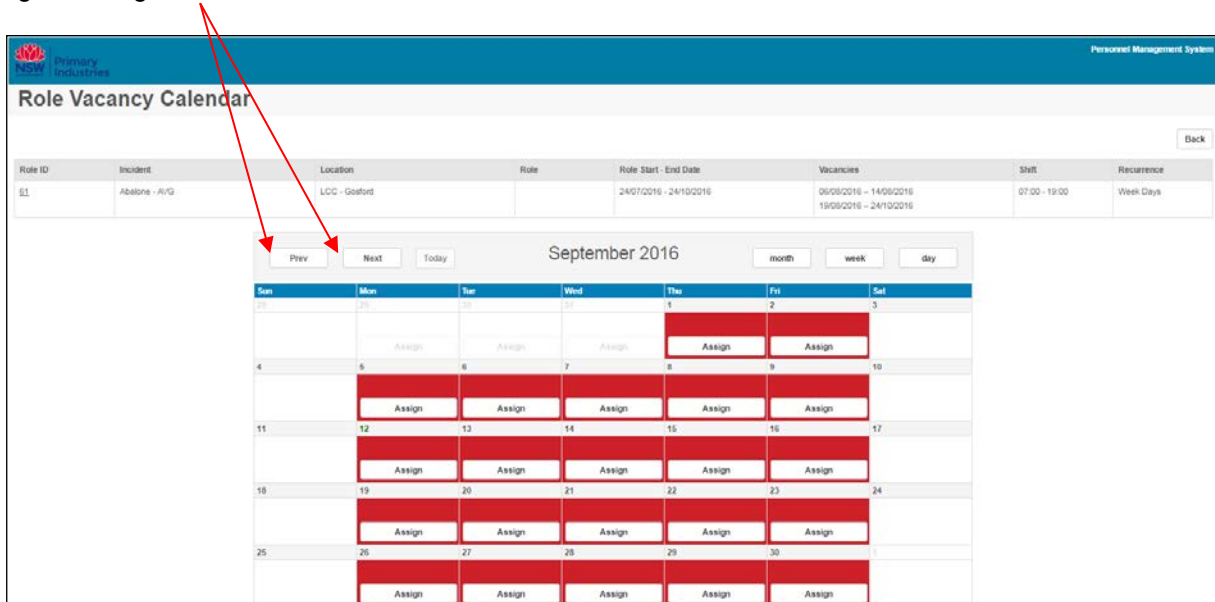 Personnel Management System
NSW Primary Industries
Role Vacancy Calendar
Back
Role ID Incident Location Role Role Start - End Date Vacancies Shift Recurrence
61 Abalone - AVG LCC - Gosford 24/07/2016 - 24/10/2016 06/08/2016 – 14/08/2016 07:00 - 19:00 Week Days
19/08/2016 – 24/10/2016
Prev Next Today September 2016 month week day
Sun Mon Tue Wed Thu Fri Sat
28 29 30 31 1 2 3
Assign Assign Assign Assign Assign
4 5 6 7 8 9 10
Assign Assign Assign Assign Assign
11 12 13 14 15 16 17
Assign Assign Assign Assign Assign
18 19 20 21 22 23 24
Assign Assign Assign Assign Assign
25 26 27 28 29 30 1
Assign Assign Assign Assign Assign